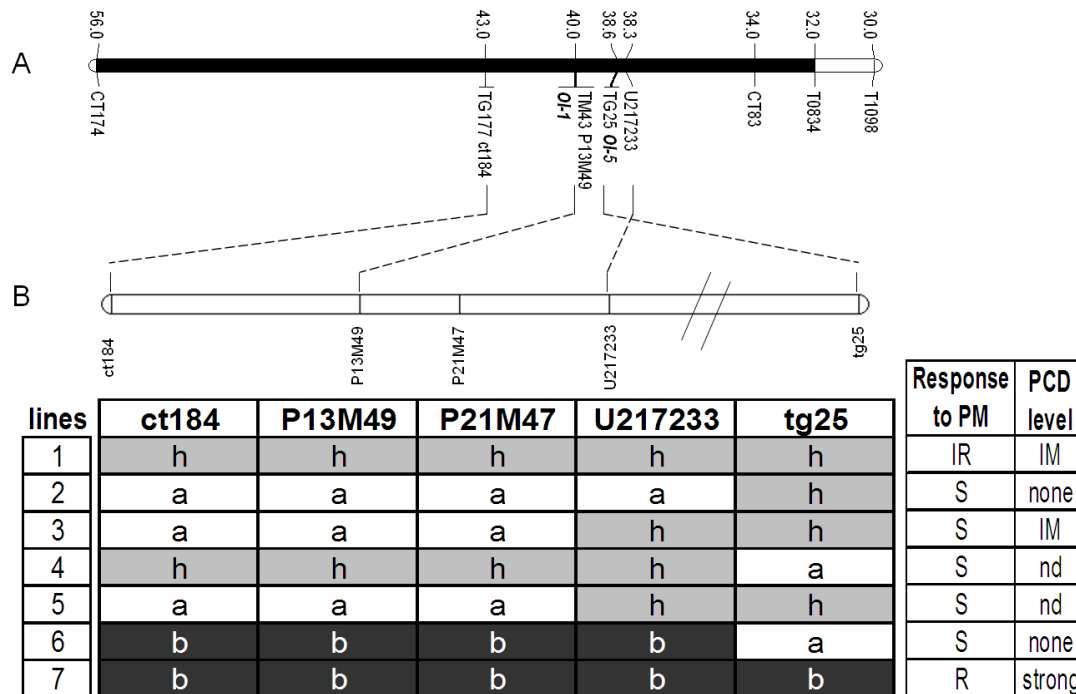 56.0 43.0 40.0 38.6 38.3 34.0 32.0 30.0
A
CT174
TG177 ct184
Ol-1
TM43 P13M49
TG25 Ol-5
U217233
CT83
T0834
T1098
B
ct184 P13M49 P21M47 U217233 tg25
lines ct184 P13M49 P21M47 U217233 tg25 Response to PM PCD level
1 h h h h h IR IM
2 a a a a h S none
3 a a a h h S IM
4 h h h h a S nd
5 a a a h h S nd
6 b b b b a S none
7 b b b b b R strong